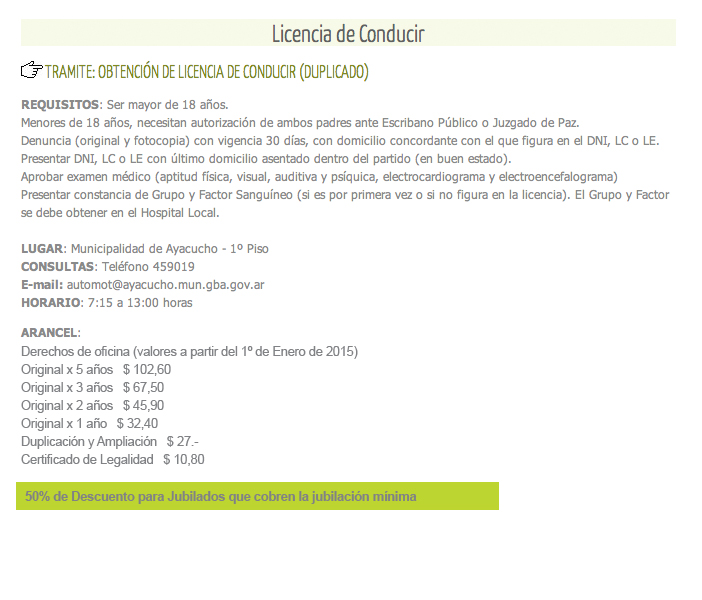 Licencia de Conducir
TRAMITE: OBTENCIÓN DE LICENCIA DE CONDUCIR (DUPLICADO)
REQUISITOS: Ser mayor de 18 años.
Menores de 18 años, necesitan autorización de ambos padres ante Escribano Público o Juzgado de Paz.
Denuncia (original y fotocopia) con vigencia 30 días, con domicilio concordante con el que figura en el DNI, LC o LE.
Presentar DNI, LC o LE con último domicilio asentado dentro del partido (en buen estado).
Aprobar examen médico (aptitud física, visual, auditiva y psíquica, electrocardiograma y electroencefalograma)
Presentar constancia de Grupo y Factor Sanguíneo (si es por primera vez o si no figura en la licencia). El Grupo y Factor
se debe obtener en el Hospital Local.
LUGAR: Municipalidad de Ayacucho - 1º Piso
CONSULTAS: Teléfono 459019
E-mail: automot@ayacucho.mun.gba.gov.ar
HORARIO: 7:15 a 13:00 horas
ARANCEL:
Derechos de oficina (valores a partir del 1º de Enero de 2015)
Original x 5 años $ 102,60
Original x 3 años $ 67,50
Original x 2 años $ 45,90
Original x 1 año $ 32,40
Duplicación y Ampliación $ 27.-
Certificado de Legalidad $ 10,80
50% de Descuento para Jubilados que cobren la jubilación mínima